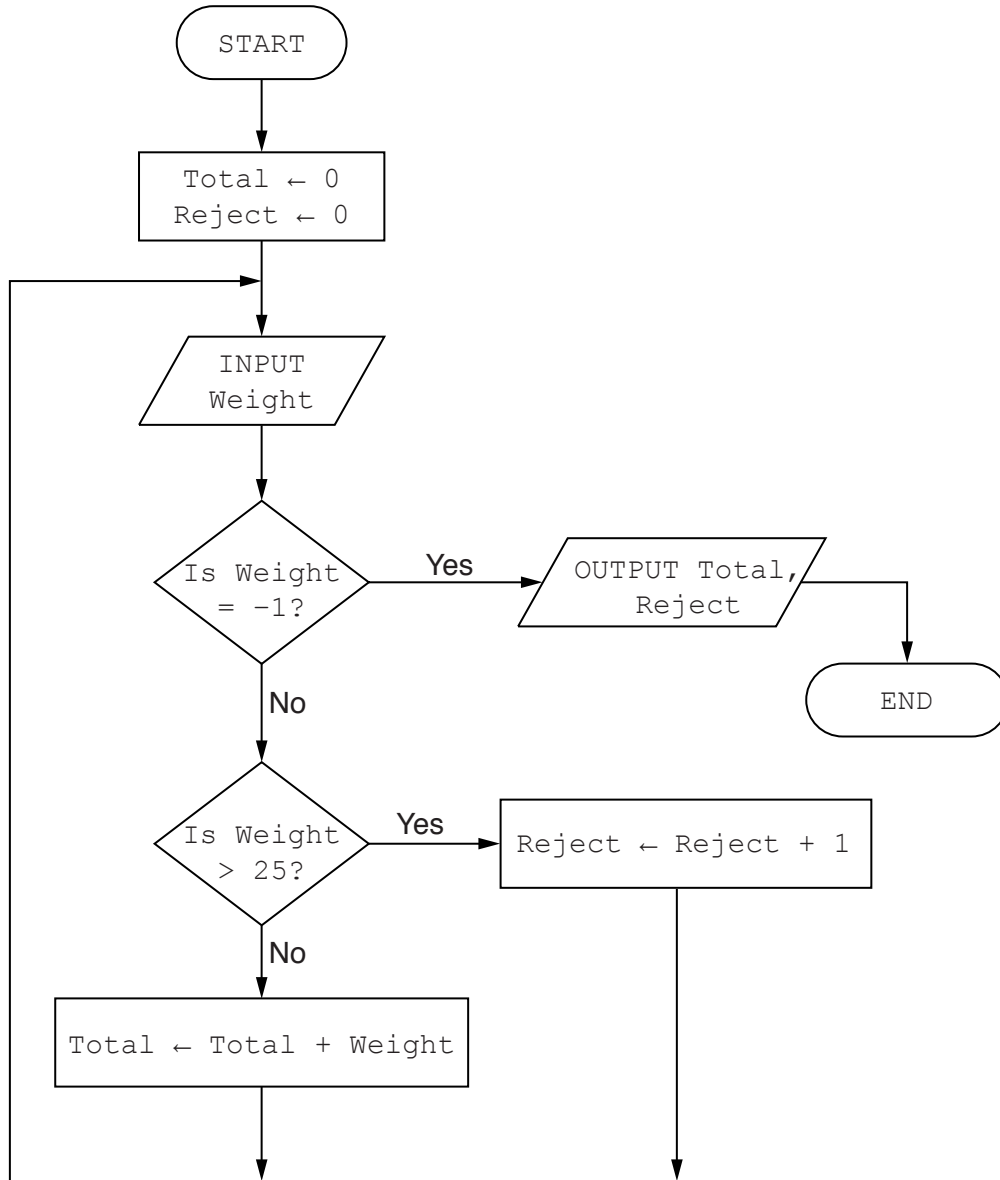 START
Total ← 0
Reject ← 0
INPUT
Weight
Is Weight
= –1?
Yes
OUTPUT Total,
Reject
END
No
Is Weight
> 25?
Yes
Reject ← Reject + 1
No
Total ← Total + Weight